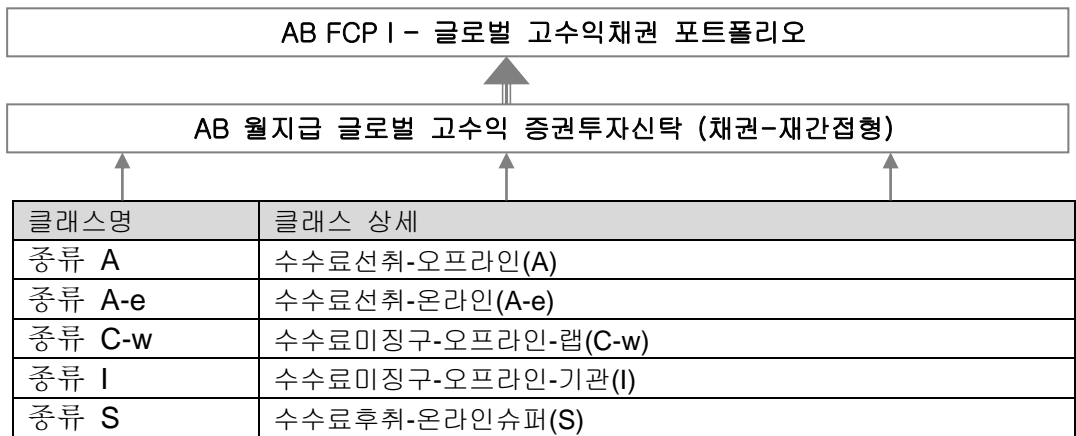 AB FCP I – 글로벌 고수익채권 포트폴리오
AB 월지급 글로벌 고수익 증권투자신탁 (채권-재간접형)
클래스명 클래스 상세
종류 A 수수료선취-오프라인(A)
종류 A-e 수수료선취-온라인(A-e)
종류 C-w 수수료미징구-오프라인-랩(C-w)
종류 I 수수료미징구-오프라인-기관(I)
종류 S 수수료후취-온라인슈퍼(S)